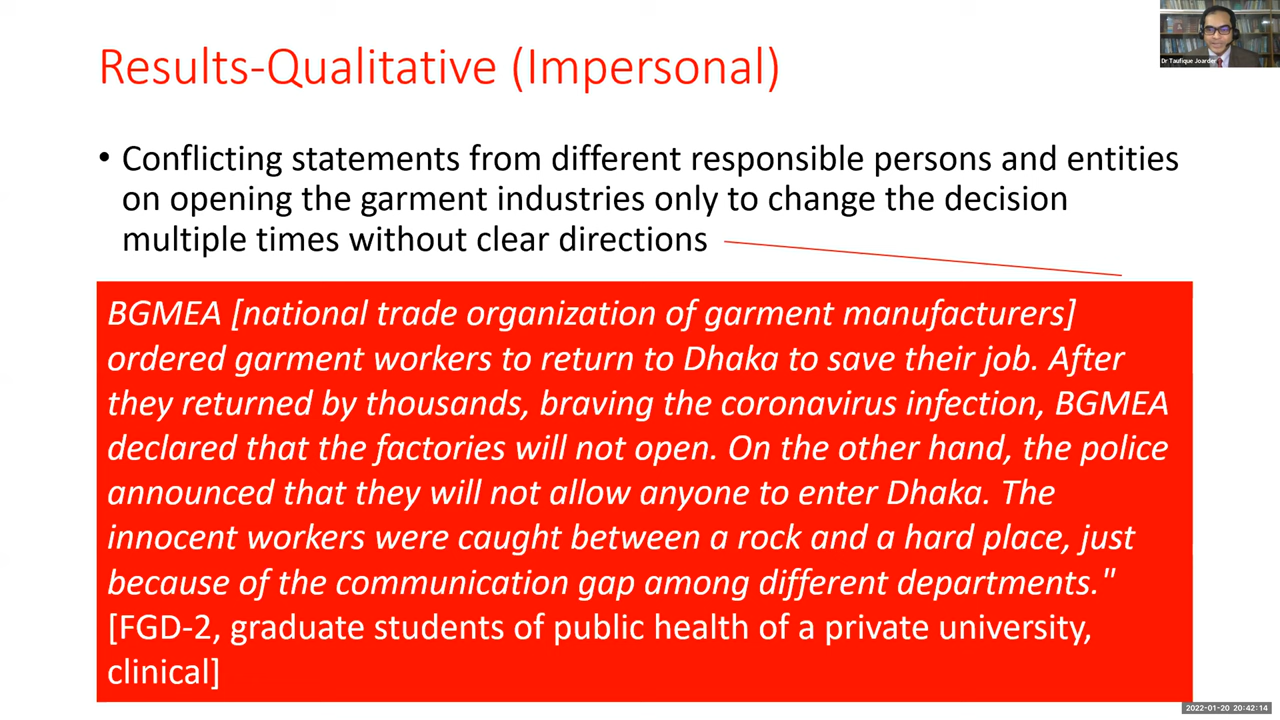 Results-Qualitative (Impersonal)
Dr Taufique Joarder
• Conflicting statements from different responsible persons and entities
on opening the garment industries only to change the decision
multiple times without clear directions
BGMEA [national trade organization of garment manufacturers]
ordered garment workers to return to Dhaka to save their job. After
they returned by thousands, braving the coronavirus infection, BGMEA
declared that the factories will not open. On the other hand, the police
announced that they will not allow anyone to enter Dhaka. The
innocent workers were caught between a rock and a hard place, just
because of the communication gap among different departments."
[FGD-2, graduate students of public health of a private university,
clinical]
2022-01-20 20:42:14